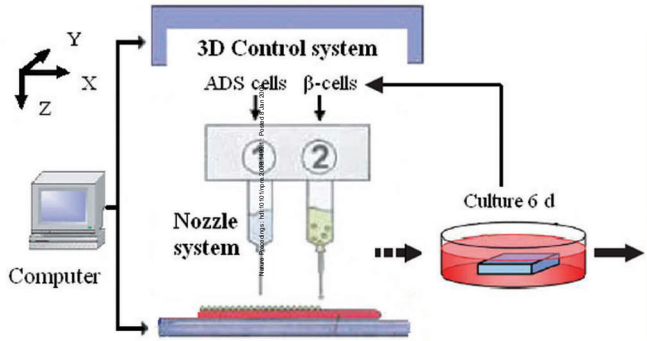 3D Control system
Y
X
Z
ADS cells β-cells
1 2
Culture 6 d
Nozzle
system
Computer